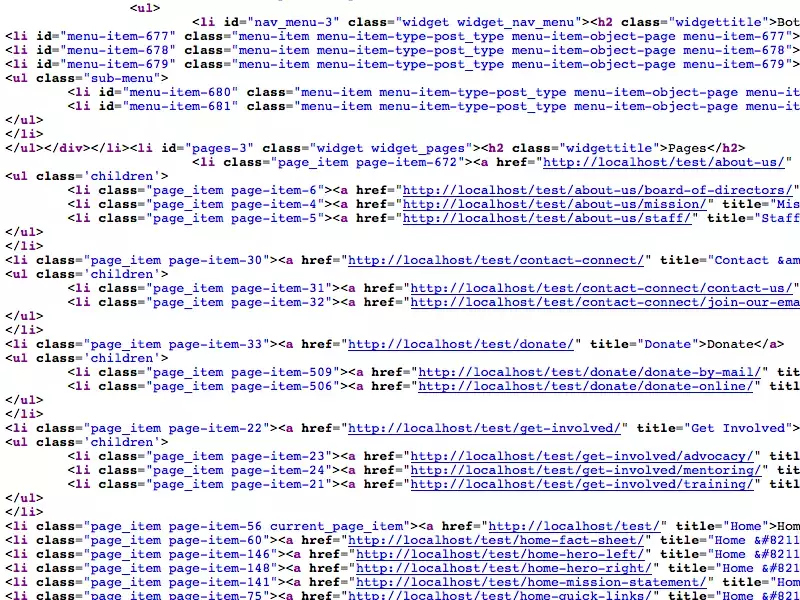 <ul>
<li id="nav_menu-3" class="widget widget_nav_menu"><h2 class="widgettitle">Bot
<li id="menu-item-677" class="menu-item menu-item-type-post_type menu-item-object-page menu-item-677">
<li id="menu-item-678" class="menu-item menu-item-type-post_type menu-item-object-page menu-item-678">
<li id="menu-item-679" class="menu-item menu-item-type-post_type menu-item-object-page menu-item-679">
<ul class="sub-menu">
<li id="menu-item-680" class="menu-item menu-item-type-post_type menu-item-object-page menu-it
<li id="menu-item-681" class="menu-item menu-item-type-post_type menu-item-object-page menu-it
</ul>
</li>
</ul></div></li><li id="pages-3" class="widget widget_pages"><h2 class="widgettitle">Pages</h2>
<li class="page_item page-item-672"><a href="http://localhost/test/about-us/"
<ul class='children'>
<li class="page_item page-item-6"><a href="http://localhost/test/about-us/board-of-directors/"
<li class="page_item page-item-4"><a href="http://localhost/test/about-us/mission/" title="Mis
<li class="page_item page-item-5"><a href="http://localhost/test/about-us/staff/" title="Staff
</ul>
</li>
<li class="page_item page-item-30"><a href="http://localhost/test/contact-connect/" title="Contact &am
<ul class='children'>
<li class="page_item page-item-31"><a href="http://localhost/test/contact-connect/contact-us/"
<li class="page_item page-item-32"><a href="http://localhost/test/contact-connect/join-our-ema
</ul>
</li>
<li class="page_item page-item-33"><a href="http://localhost/test/donate/" title="Donate">Donate</a>
<ul class='children'>
<li class="page_item page-item-509"><a href="http://localhost/test/donate/donate-by-mail/" tit
<li class="page_item page-item-506"><a href="http://localhost/test/donate/donate-online/" titl
</ul>
</li>
<li class="page_item page-item-22"><a href="http://localhost/test/get-involved/" title="Get Involved">
<ul class='children'>
<li class="page_item page-item-23"><a href="http://localhost/test/get-involved/advocacy/" titl
<li class="page_item page-item-24"><a href="http://localhost/test/get-involved/mentoring/" tit
<li class="page_item page-item-21"><a href="http://localhost/test/get-involved/training/" titl
</ul>
</li>
<li class="page_item page-item-56 current_page_item"><a href="http://localhost/test/" title="Home">Hom
<li class="page_item page-item-60"><a href="http://localhost/test/home-fact-sheet/" title="Home &#8211
<li class="page_item page-item-146"><a href="http://localhost/test/home-hero-left/" title="Home &#8211
<li class="page_item page-item-148"><a href="http://localhost/test/home-hero-right/" title="Home &#821
<li class="page_item page-item-141"><a href="http://localhost/test/home-mission-statement/" title="Hom
<li class="page_item page-item-75"><a href="http://localhost/test/home-quick-links/" title="Home &#821